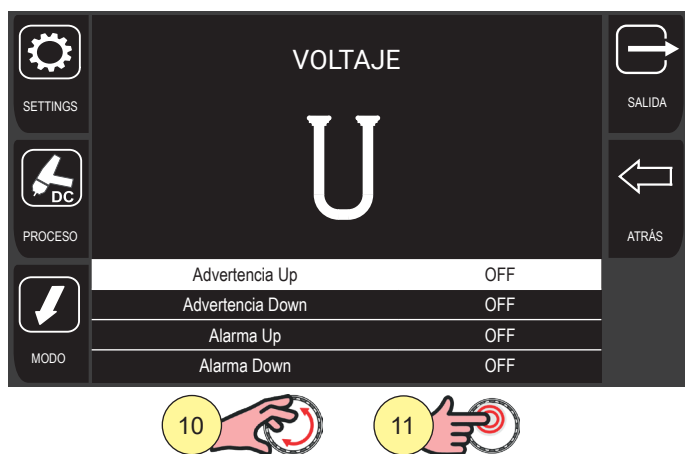 VOLTAJE
U
SETTINGS
DC
PROCESO
MODO
SALIDA
ATRÁS
Advertencia Up OFF
Advertencia Down OFF
Alarma Up OFF
Alarma Down OFF
10 11